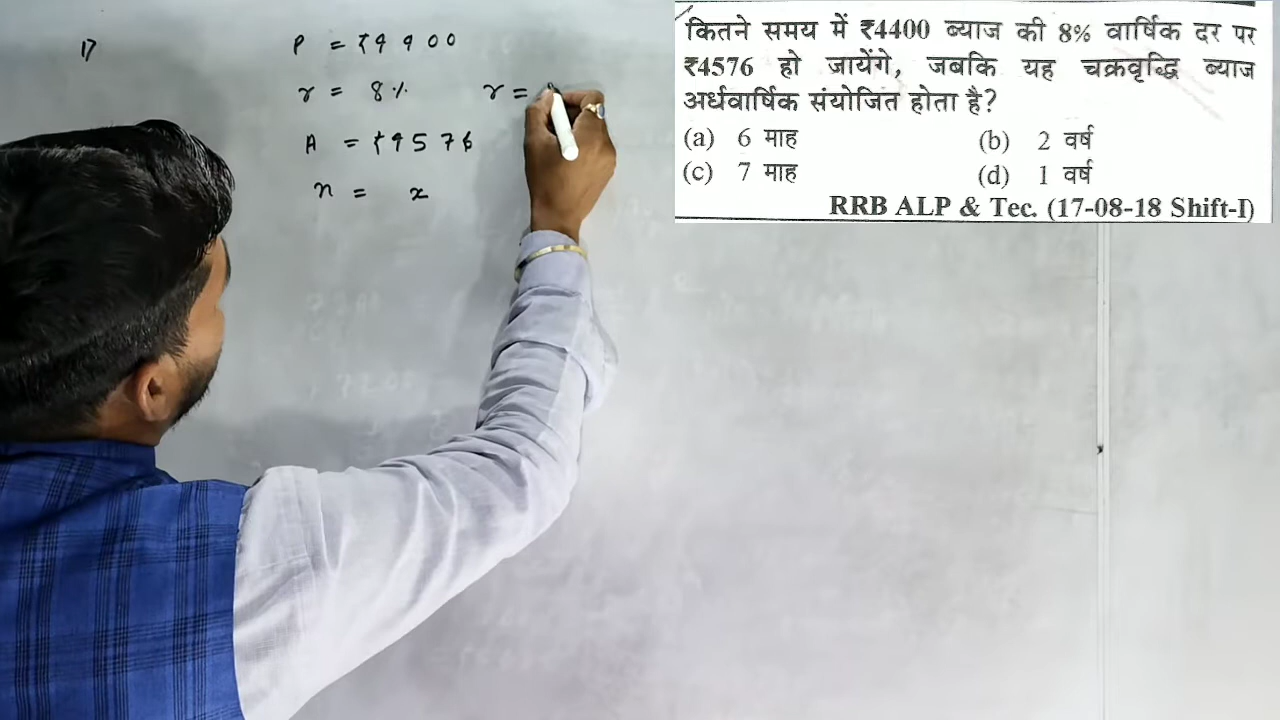 17
P = ₹4400
r = 8%
r =
A = ₹4576
n = x
कितने समय में ₹4400 ब्याज की 8% वार्षिक दर पर
₹4576 हो जायेंगे, जबकि यह चक्रवृद्धि ब्याज
अर्धवार्षिक संयोजित होता है?
(a) 6 माह (b) 2 वर्ष
(c) 7 माह (d) 1 वर्ष
RRB ALP & Tec. (17-08-18 Shift-I)